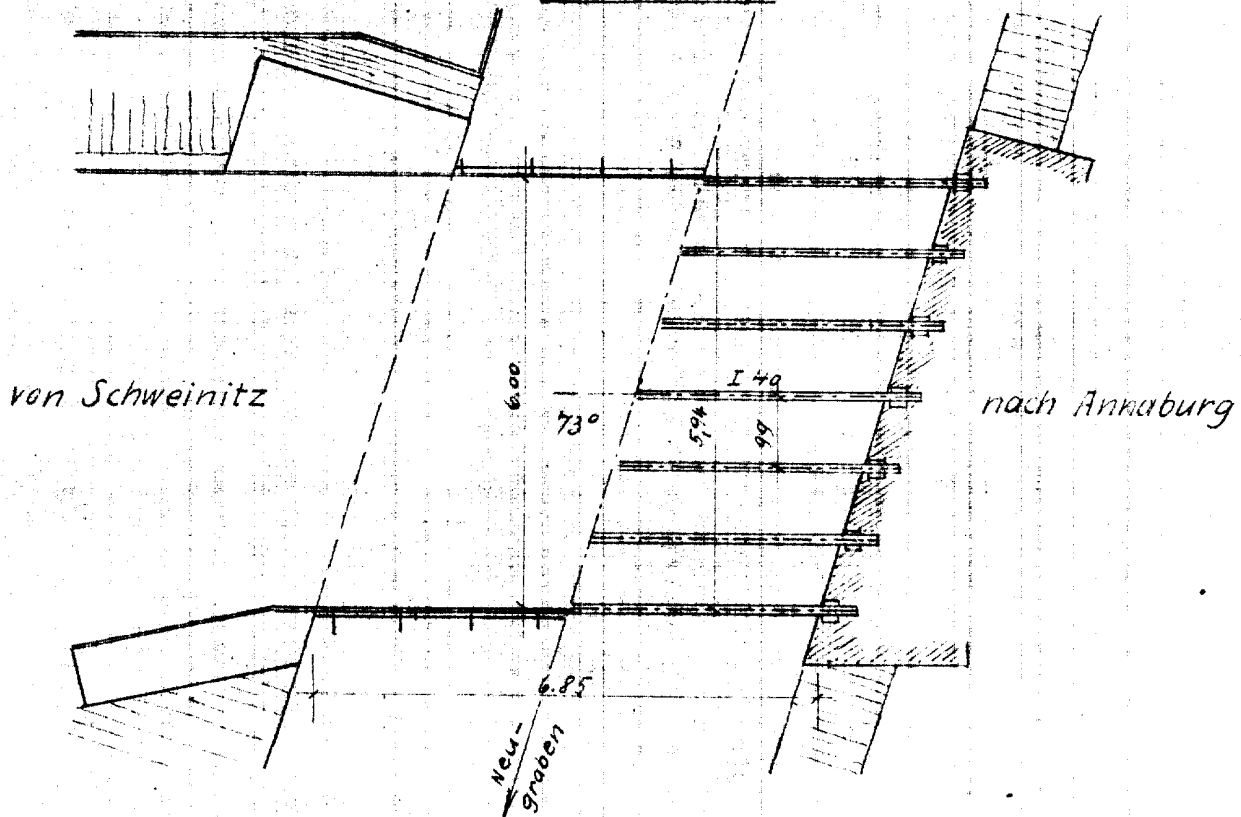 von Schweinitz
nach Annaburg
6.00
73°
I 40
5,94
99
6.85
Neu-
graben